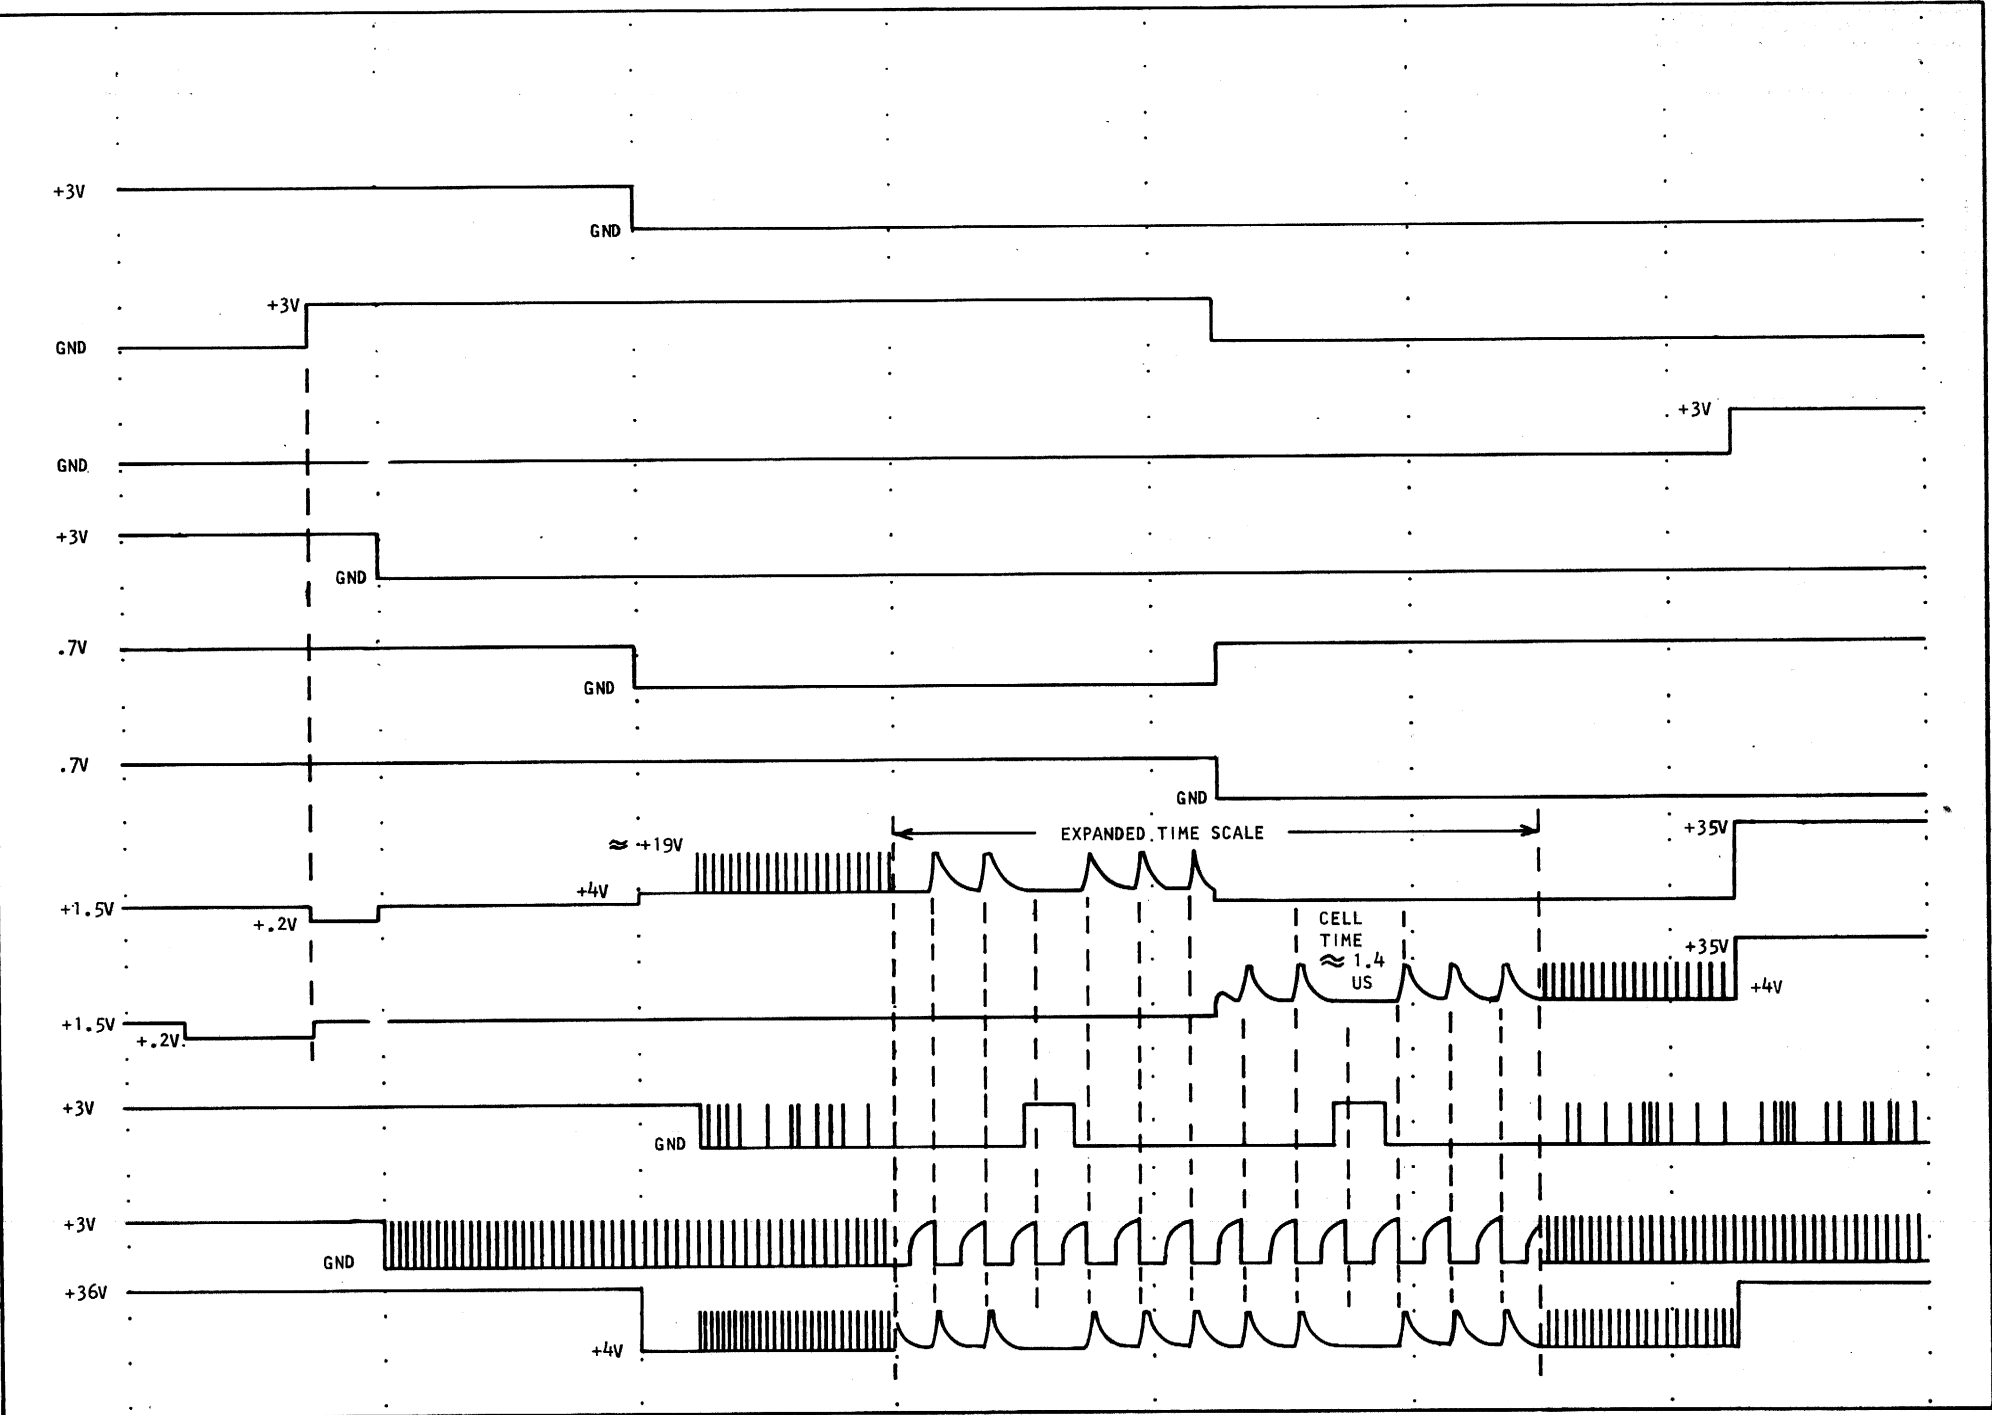 +3V
GND
+3V
GND
+3V
GND
+3V
GND
.7V
GND
.7V
GND
EXPANDED TIME SCALE
≈ +19V
+35V
+4V
+1.5V
+.2V
CELL
TIME
≈ 1.4
US
+35V
+4V
+1.5V
+.2V
+3V
GND
+3V
GND
+36V
+4V